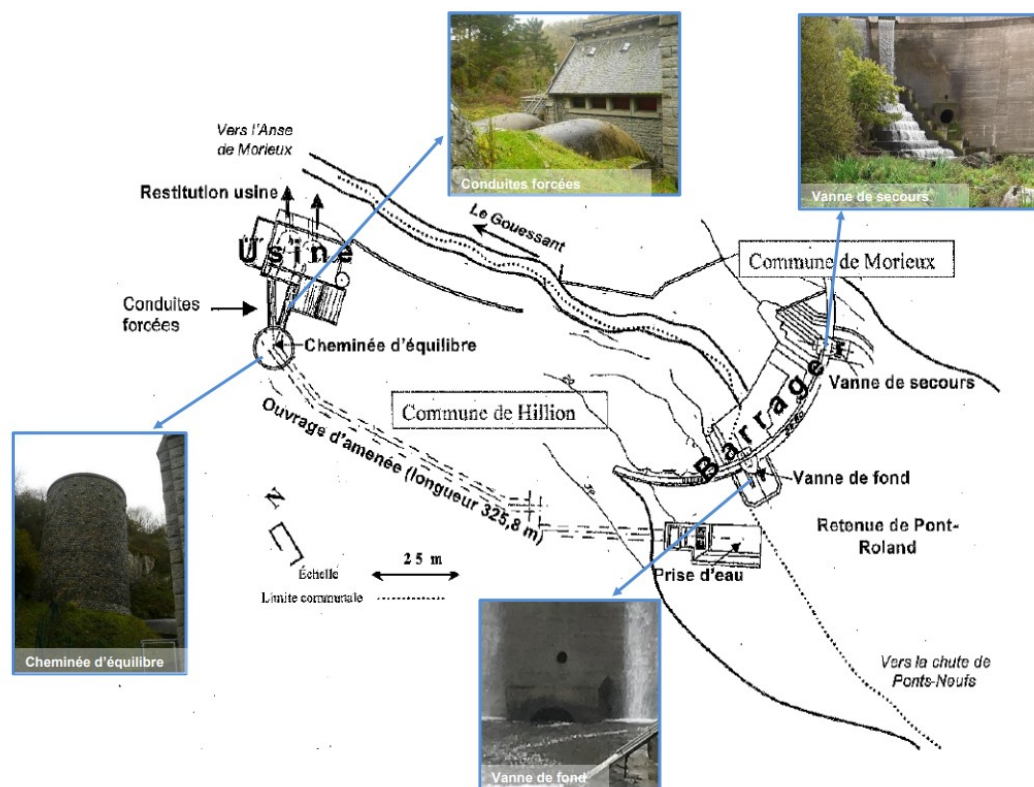 Conduites forcées
Vanne de secours
Vers l'Anse
de Morieux
Restitution usine
Le Gouessant
Usine
Commune de Morieux
Conduites
forcées
Cheminée d'équilibre
Vanne de secours
Commune de Hillion
Barrage
Ouvrage d'amenée (longueur 325,8 m)
Vanne de fond
N
Retenue de Pont-
Roland
Échelle
25 m
Prise d'eau
Limite communale
Cheminée d'équilibre
Vers la chute de
Ponts-Neufs
Vanne de fond